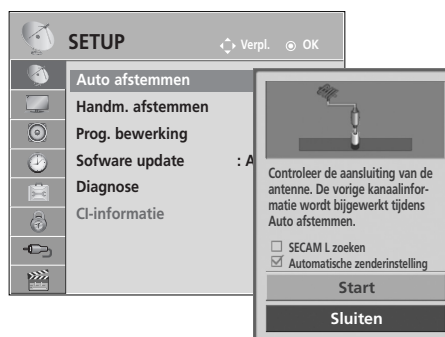 SETUP
Verpl. OK
Auto afstemmen
Handm. afstemmen
Prog. bewerking
Sofware update : A
Diagnose
CI-informatie
Controleer de aansluiting van de
antenne. De vorige kanaalinfor-
matie wordt bijgewerkt tijdens
Auto afstemmen.
SECAM L zoeken
Automatische zenderinstelling
Start
Sluiten